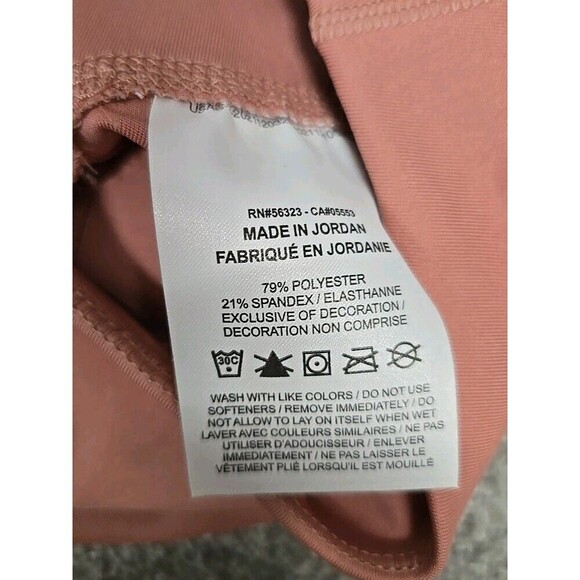 RN#56323 - CA#05553
MADE IN JORDAN
FABRIQUÉ EN JORDANIE
79% POLYESTER
21% SPANDEX / ELASTHANNE
EXCLUSIVE OF DECORATION /
DECORATION NON COMPRISE
30C
WASH WITH LIKE COLORS / DO NOT USE
SOFTENERS / REMOVE IMMEDIATELY / DO
NOT ALLOW TO LAY ON ITSELF WHEN WET
LAVER AVEC COULEURS SIMILAIRES / NE PAS
UTILISER D'ADOUCISSEUR / ENLEVER
IMMÉDIATEMENT / NE PAS LAISSER LE
VÊTEMENT PLIÉ LORSQU'IL EST MOUILLÉ